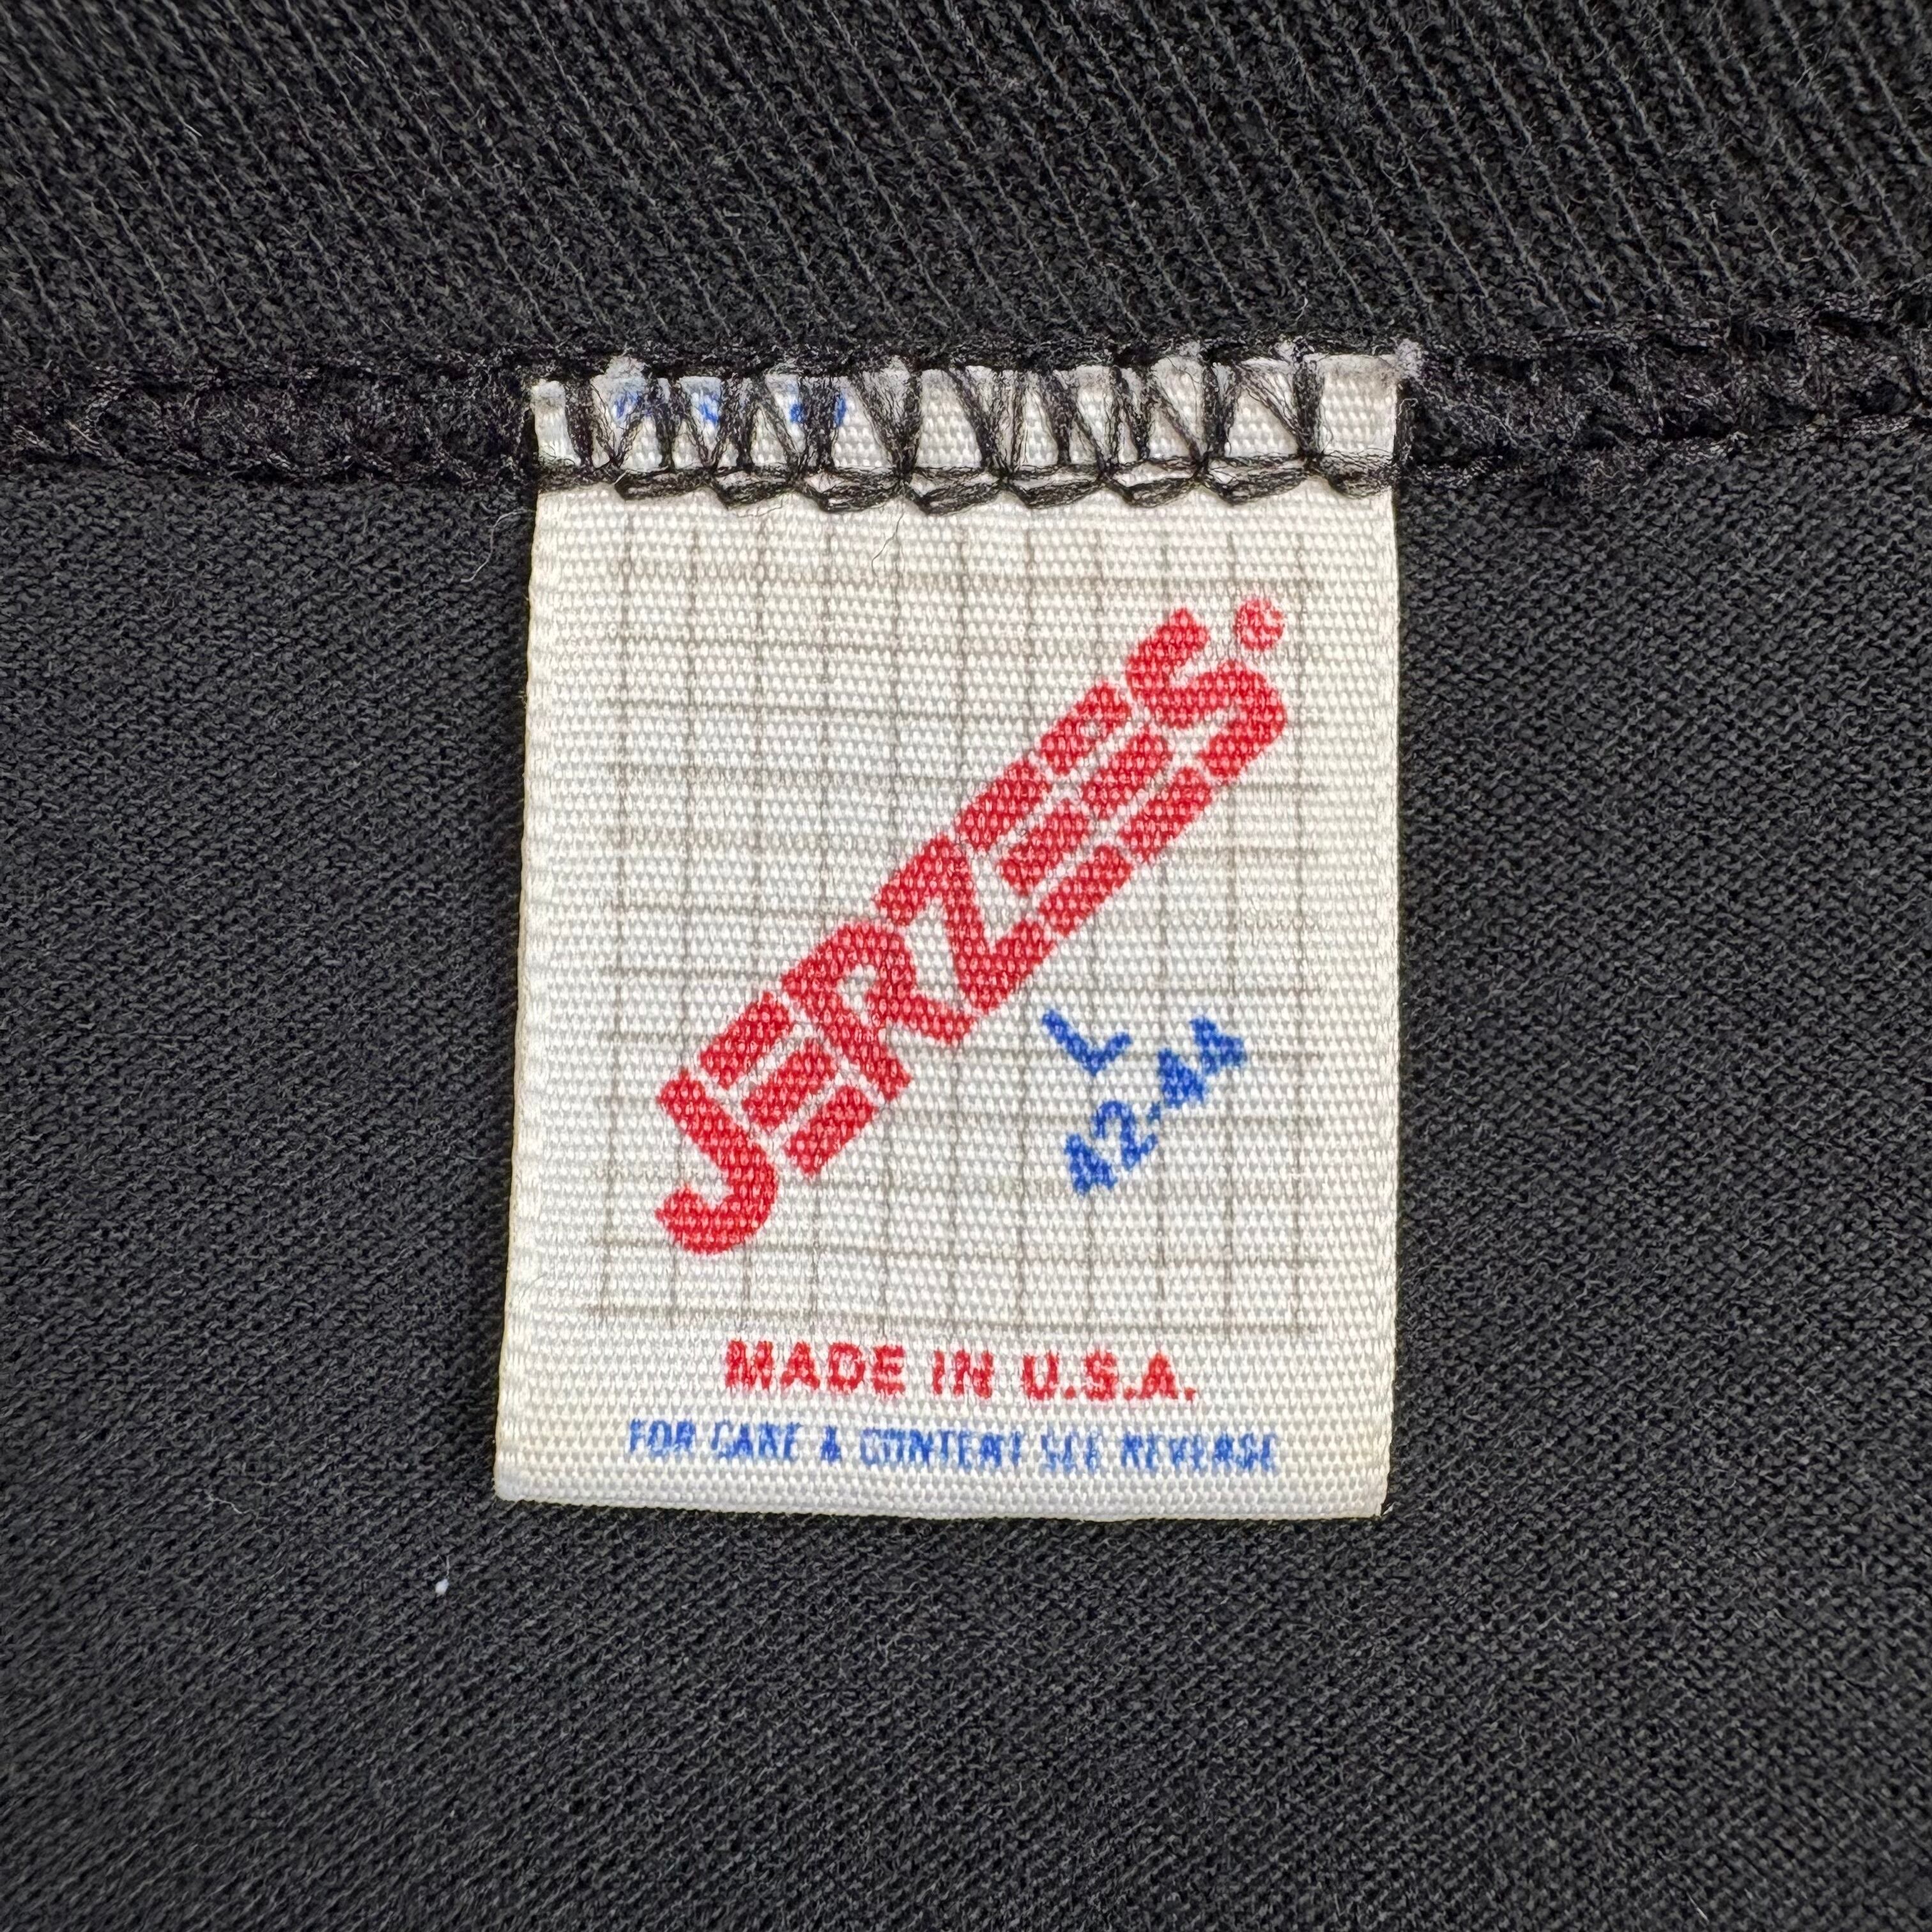 JERZEES®
L
42-44
MADE IN U.S.A.
FOR CARE & CONTENT SEE REVERSE